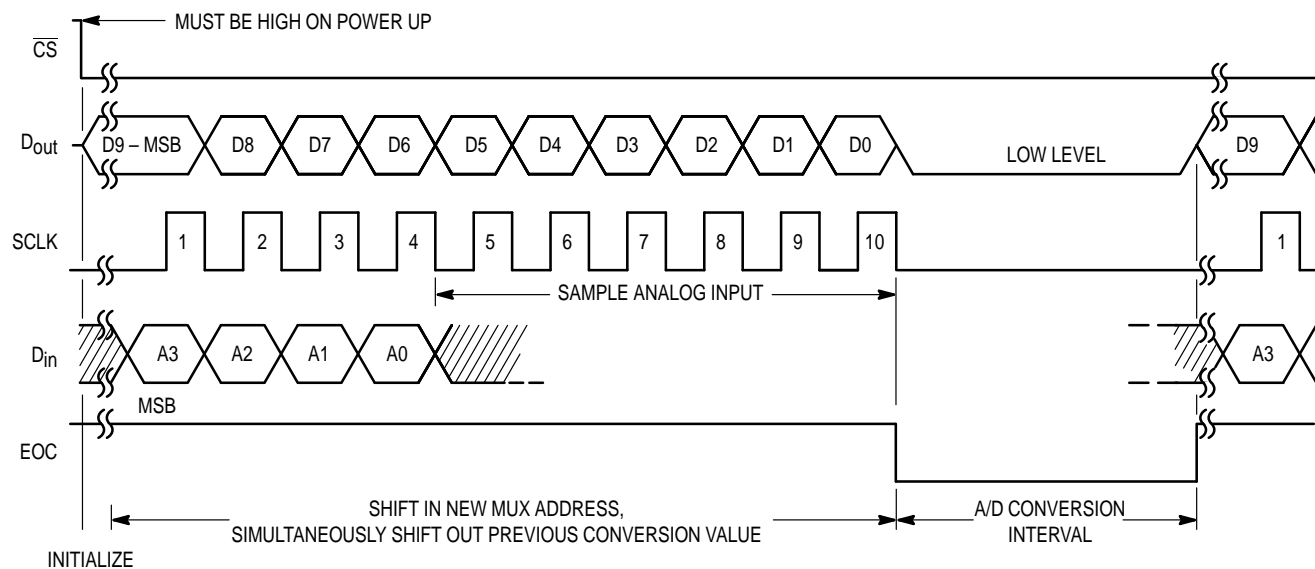 MUST BE HIGH ON POWER UP
CS
Dout
D9 – MSB
D8
D7
D6
D5
D4
D3
D2
D1
D0
LOW LEVEL
D9
SCLK
1
2
3
4
5
6
7
8
9
10
1
SAMPLE ANALOG INPUT
Din
A3
A2
A1
A0
A3
MSB
EOC
SHIFT IN NEW MUX ADDRESS,
SIMULTANEOUSLY SHIFT OUT PREVIOUS CONVERSION VALUE
A/D CONVERSION
INTERVAL
INITIALIZE